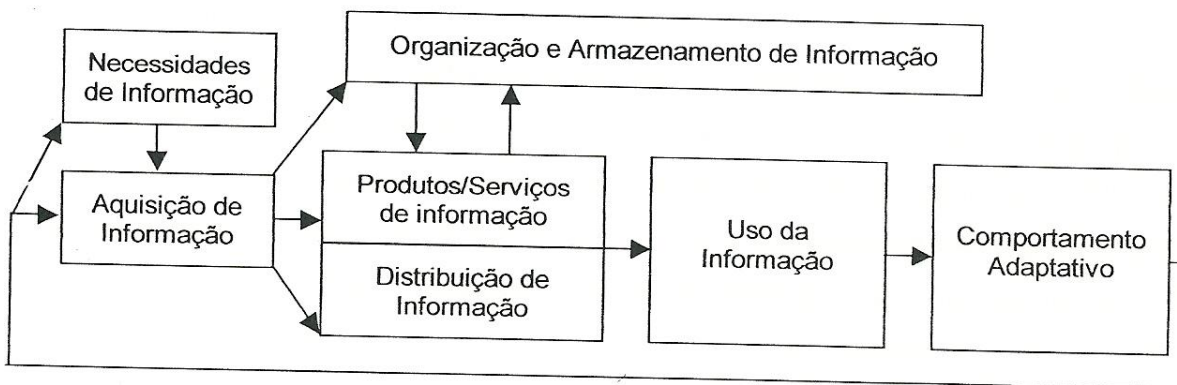 Necessidades
de Informação
Organização e Armazenamento de Informação
Aquisição de
Informação
Produtos/Serviços
de informação
Distribuição de
Informação
Uso da
Informação
Comportamento
Adaptativo